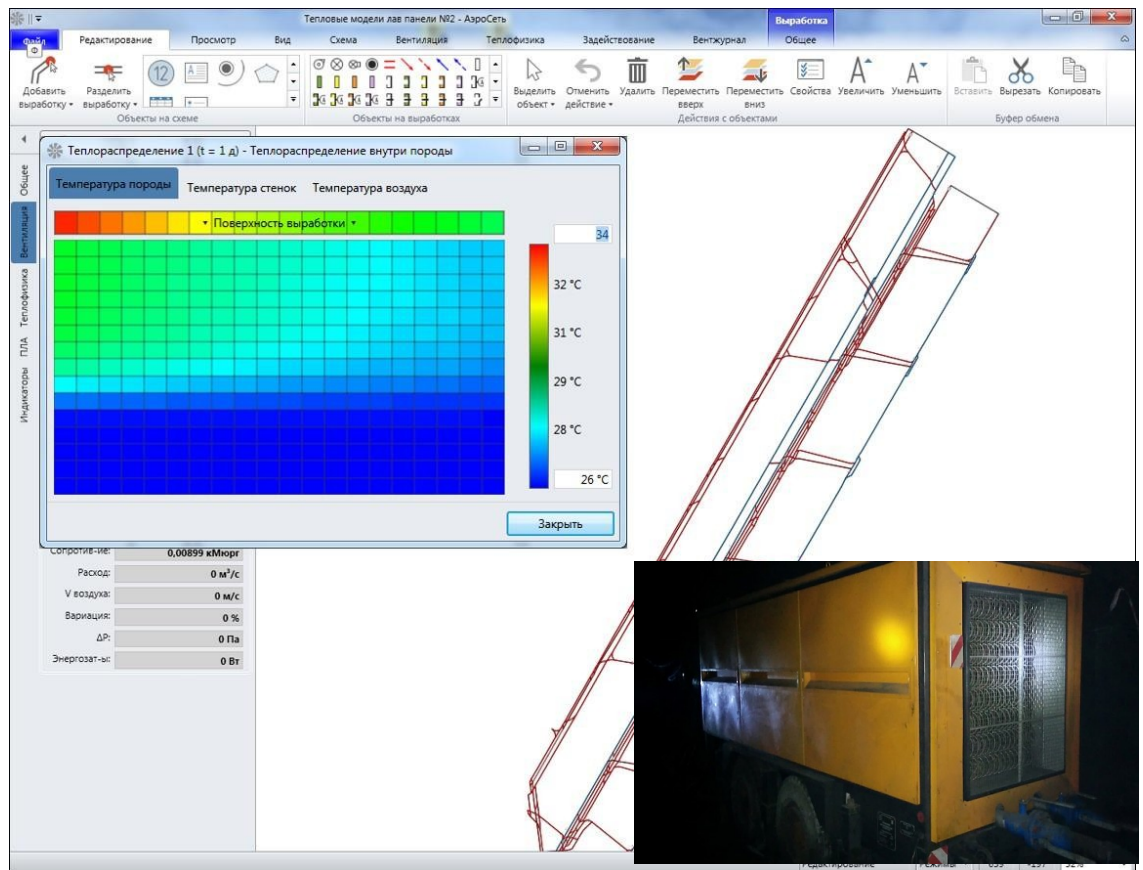 Тепловые модели лав панели №2 - АэроСеть
Выработка
Файл Редактирование Просмотр Вид Схема Вентиляция Теплофизика Задействование Вентжурнал Общее
Ф
12
A
Добавить выработку
Разделить выработку
Объекты на схеме
Объекты на выработках
Выделить объект
Отменить действие
Удалить
Переместить вверх
Переместить вниз
Свойства
Увеличить
Уменьшить
Действия с объектами
Вставить
Вырезать
Копировать
Буфер обмена
Общее
Вентиляция
Теплофизика
ПЛА
Индикаторы
Теплораспределение 1 (t = 1 д) - Теплораспределение внутри породы
Температура породы Температура стенок Температура воздуха
Поверхность выработки
34
32 °C
31 °C
29 °C
28 °C
26 °C
Закрыть
Сопротив-ие: 0,00899 кМюрг
Расход: 0 м³/с
V воздуха: 0 м/с
Вариация: 0 %
ΔP: 0 Па
Энергозат-ы: 0 Вт